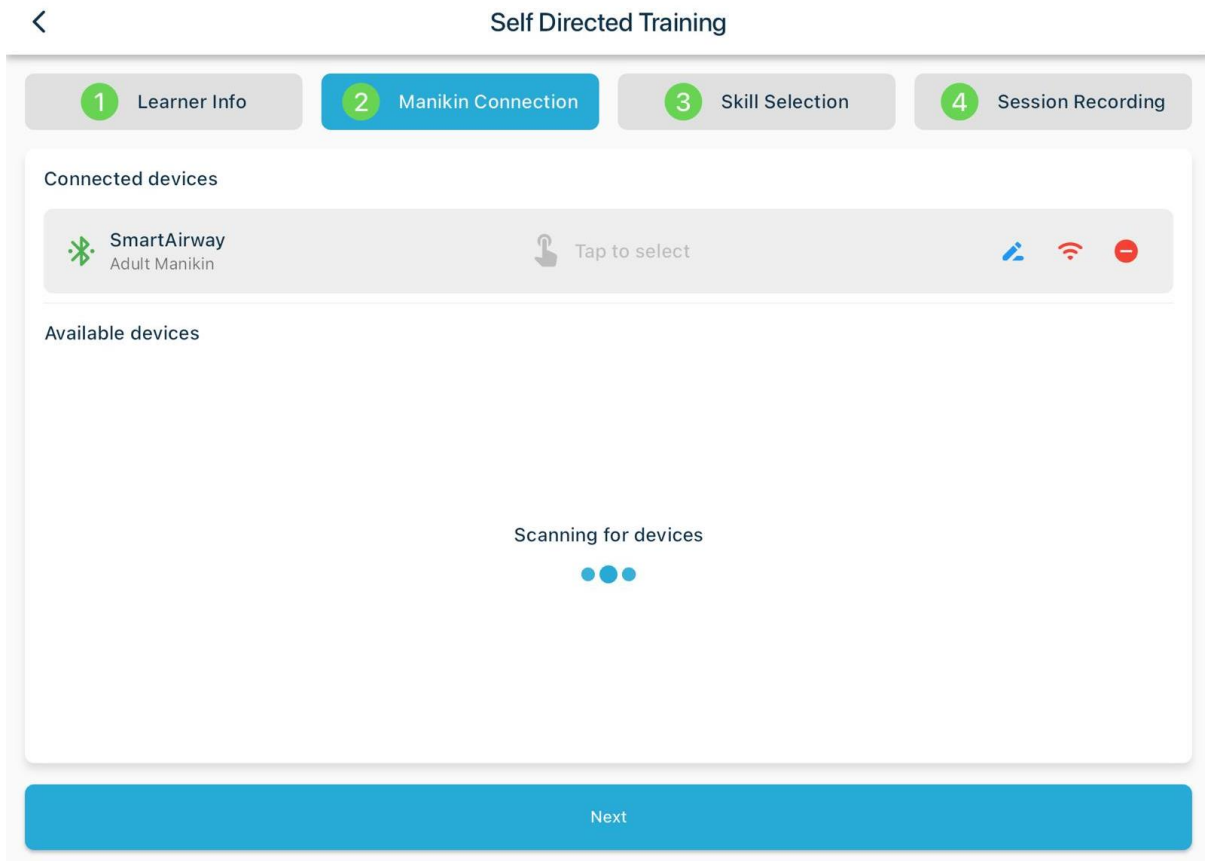 Self Directed Training
1 Learner Info
2 Manikin Connection
3 Skill Selection
4 Session Recording
Connected devices
SmartAirway
Adult Manikin
Tap to select
Available devices
Scanning for devices
Next